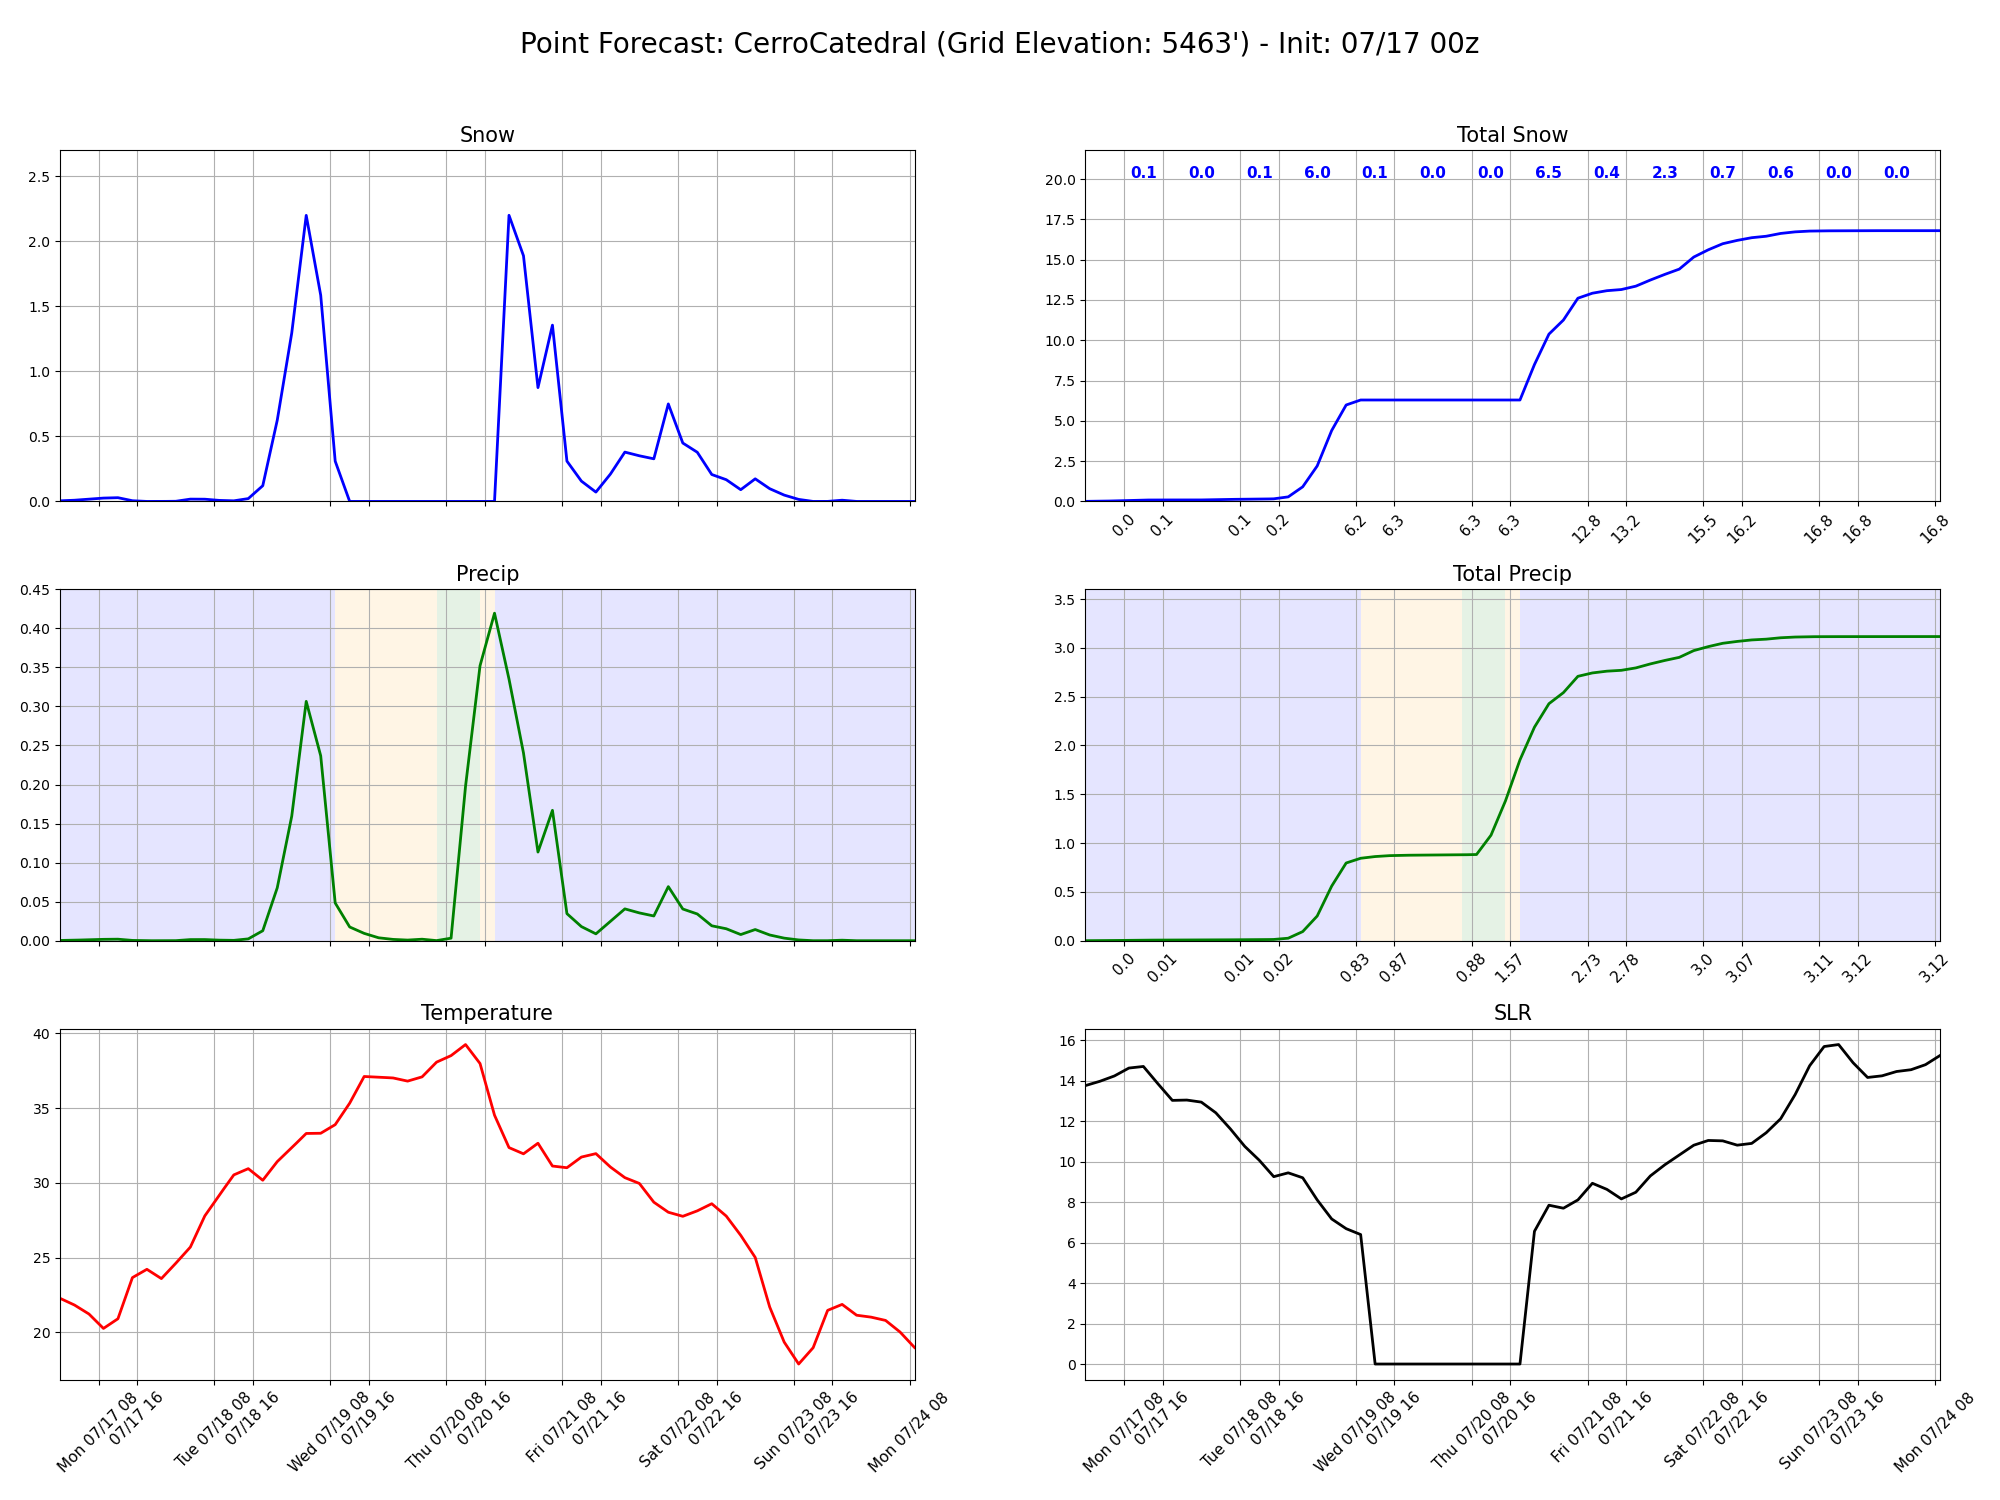 Point Forecast: CerroCatedral (Grid Elevation: 5463') - Init: 07/17 00z
Snow
2.5
2.0
1.5
1.0
0.5
0.0
Total Snow
0.1 0.0 0.1 6.0 0.1 0.0 0.0 6.5 0.4 2.3 0.7 0.6 0.0 0.0
20.0
17.5
15.0
12.5
10.0
7.5
5.0
2.5
0.0
0.0 0.1 0.1 0.2 6.2 6.3 6.3 6.3 12.8 13.2 15.5 16.2 16.8 16.8 16.8
Precip
0.45
0.40
0.35
0.30
0.25
0.20
0.15
0.10
0.05
0.00
Total Precip
3.5
3.0
2.5
2.0
1.5
1.0
0.5
0.0
0.0 0.01 0.01 0.02 0.83 0.87 0.88 1.57 2.73 2.78 3.0 3.07 3.11 3.12 3.12
Temperature
40
35
30
25
20
Mon 07/17 08
07/17 16
Tue 07/18 08
07/18 16
Wed 07/19 08
07/19 16
Thu 07/20 08
07/20 16
Fri 07/21 08
07/21 16
Sat 07/22 08
07/22 16
Sun 07/23 08
07/23 16
Mon 07/24 08
SLR
16
14
12
10
8
6
4
2
0
Mon 07/17 08
07/17 16
Tue 07/18 08
07/18 16
Wed 07/19 08
07/19 16
Thu 07/20 08
07/20 16
Fri 07/21 08
07/21 16
Sat 07/22 08
07/22 16
Sun 07/23 08
07/23 16
Mon 07/24 08